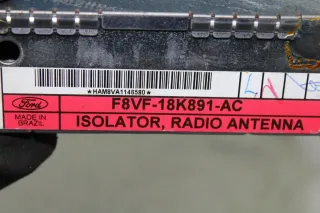 *HAM8VA1146580*
F8VF-18K891-AC
Ford
MADE IN
BRAZIL
ISOLATOR, RADIO ANTENNA